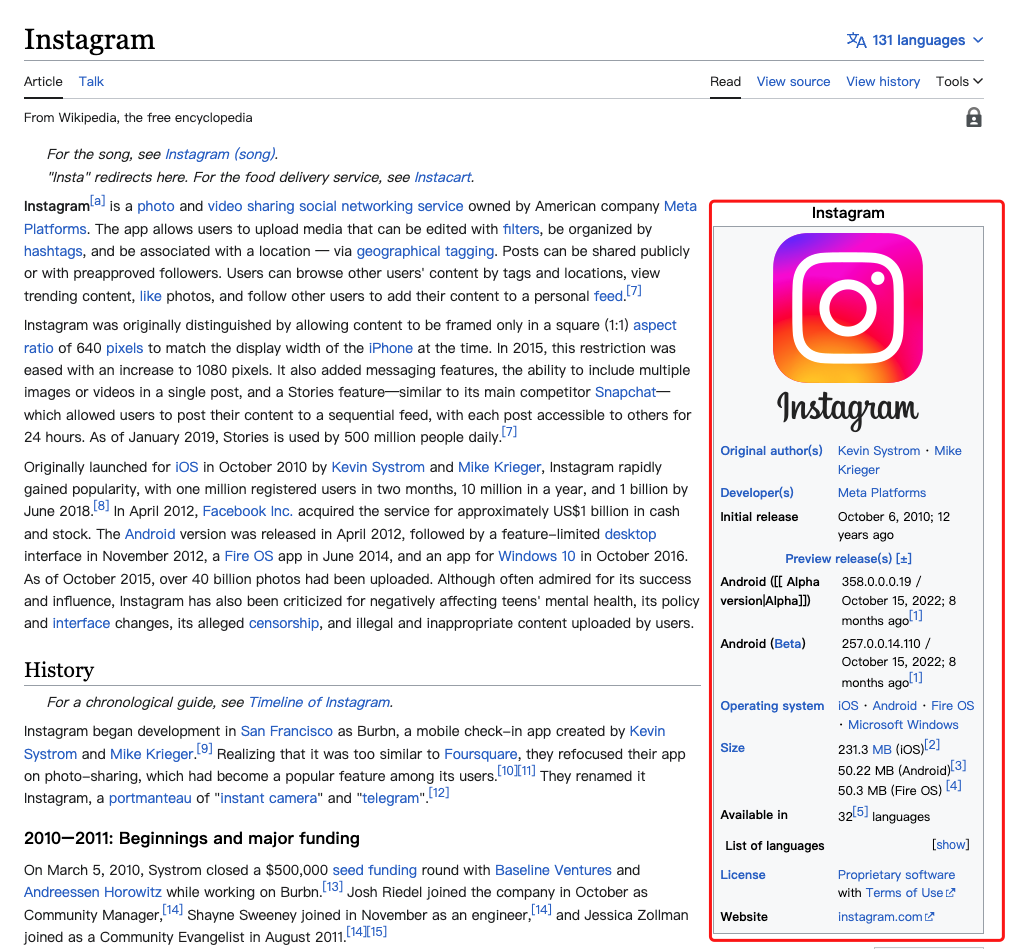 Instagram
131 languages
Article Talk Read View source View history Tools
From Wikipedia, the free encyclopedia
For the song, see Instagram (song).
"Insta" redirects here. For the food delivery service, see Instacart.
Instagram[a] is a photo and video sharing social networking service owned by American company Meta
Platforms. The app allows users to upload media that can be edited with filters, be organized by
hashtags, and be associated with a location — via geographical tagging. Posts can be shared publicly
or with preapproved followers. Users can browse other users' content by tags and locations, view
trending content, like photos, and follow other users to add their content to a personal feed.[7]
Instagram was originally distinguished by allowing content to be framed only in a square (1:1) aspect
ratio of 640 pixels to match the display width of the iPhone at the time. In 2015, this restriction was
eased with an increase to 1080 pixels. It also added messaging features, the ability to include multiple
images or videos in a single post, and a Stories feature—similar to its main competitor Snapchat—
which allowed users to post their content to a sequential feed, with each post accessible to others for
24 hours. As of January 2019, Stories is used by 500 million people daily.[7]
Originally launched for iOS in October 2010 by Kevin Systrom and Mike Krieger, Instagram rapidly
gained popularity, with one million registered users in two months, 10 million in a year, and 1 billion by
June 2018.[8] In April 2012, Facebook Inc. acquired the service for approximately US$1 billion in cash
and stock. The Android version was released in April 2012, followed by a feature-limited desktop
interface in November 2012, a Fire OS app in June 2014, and an app for Windows 10 in October 2016.
As of October 2015, over 40 billion photos had been uploaded. Although often admired for its success
and influence, Instagram has also been criticized for negatively affecting teens' mental health, its policy
and interface changes, its alleged censorship, and illegal and inappropriate content uploaded by users.
History
For a chronological guide, see Timeline of Instagram.
Instagram began development in San Francisco as Burbn, a mobile check-in app created by Kevin
Systrom and Mike Krieger.[9] Realizing that it was too similar to Foursquare, they refocused their app
on photo-sharing, which had become a popular feature among its users.[10][11] They renamed it
Instagram, a portmanteau of "instant camera" and "telegram".[12]
2010–2011: Beginnings and major funding
On March 5, 2010, Systrom closed a $500,000 seed funding round with Baseline Ventures and
Andreessen Horowitz while working on Burbn.[13] Josh Riedel joined the company in October as
Community Manager,[14] Shayne Sweeney joined in November as an engineer,[14] and Jessica Zollman
joined as a Community Evangelist in August 2011.[14][15]
Instagram
Instagram
Original author(s) Kevin Systrom · Mike
Krieger
Developer(s) Meta Platforms
Initial release October 6, 2010; 12
years ago
Preview release(s) [±]
Android ([[ Alpha 358.0.0.0.19 /
version|Alpha]]) October 15, 2022; 8
months ago[1]
Android (Beta) 257.0.0.14.110 /
October 15, 2022; 8
months ago[1]
Operating system iOS · Android · Fire OS
· Microsoft Windows
Size 231.3 MB (iOS)[2]
50.22 MB (Android)[3]
50.3 MB (Fire OS) [4]
Available in 32[5] languages
List of languages [show]
License Proprietary software
with Terms of Use
Website instagram.com